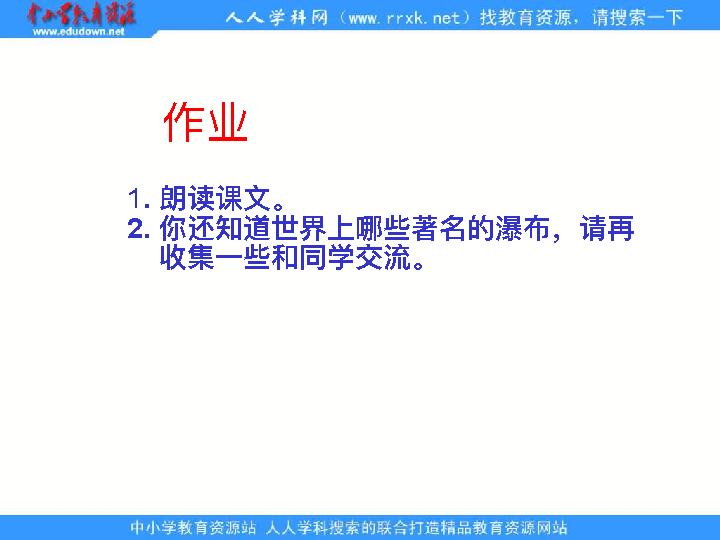 中小学教育资源
www.edudown.net
人人学科网（www.rrxk.net）找教育资源，请搜索一下
作业
1. 朗读课文。
2. 你还知道世界上哪些著名的瀑布，请再
收集一些和同学交流。
中小学教育资源站 人人学科搜索的联合打造精品教育资源网站